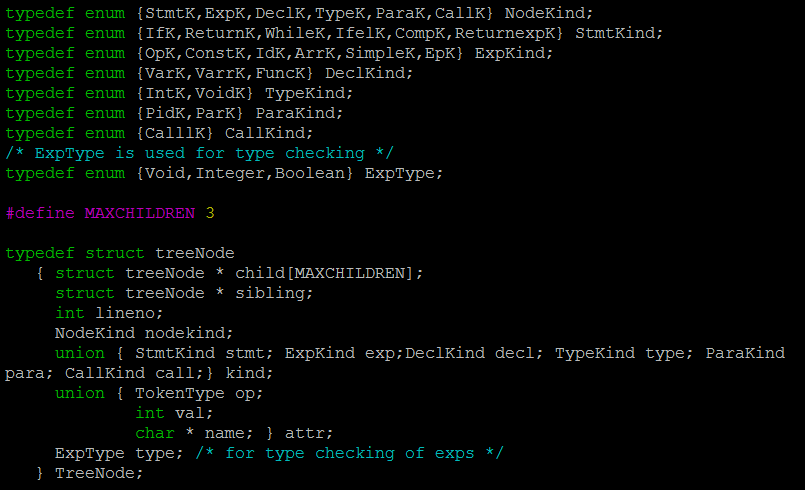 typedef enum {StmtK,ExpK,DeclK,TypeK,ParaK,CallK} NodeKind;
typedef enum {IfK,ReturnK,WhileK,IfelK,CompK,ReturnexpK} StmtKind;
typedef enum {OpK,ConstK,IdK,ArrK,SimpleK,EpK} ExpKind;
typedef enum {VarK,VarrK,FuncK} DeclKind;
typedef enum {IntK,VoidK} TypeKind;
typedef enum {PidK,ParK} ParaKind;
typedef enum {CalllK} CallKind;
/* ExpType is used for type checking */
typedef enum {Void,Integer,Boolean} ExpType;

#define MAXCHILDREN 3

typedef struct treeNode
   { struct treeNode * child[MAXCHILDREN];
     struct treeNode * sibling;
     int lineno;
     NodeKind nodekind;
     union { StmtKind stmt; ExpKind exp;DeclKind decl; TypeKind type; ParaKind
para; CallKind call;} kind;
     union { TokenType op;
             int val;
             char * name; } attr;
     ExpType type; /* for type checking of exps */
   } TreeNode;